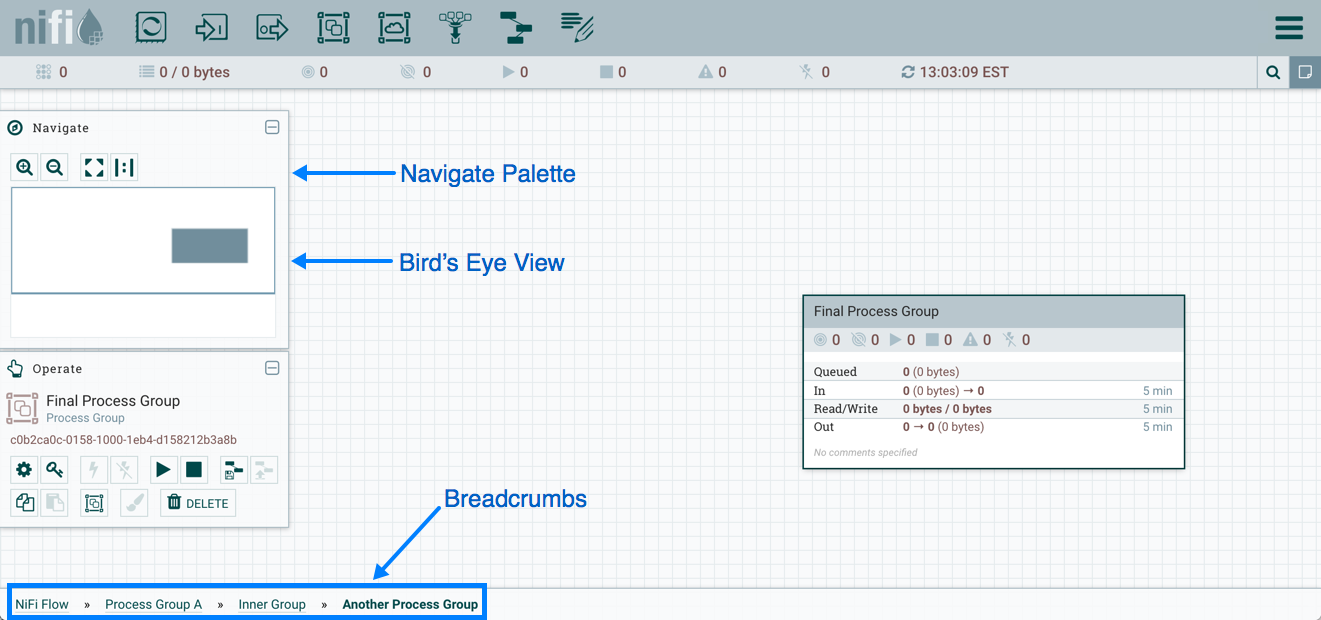 nifi
0 0 / 0 bytes 0 0 0 0 0 0 13:03:09 EST
Navigate
Navigate Palette
Bird's Eye View
Final Process Group
0 0 0 0 0 0
Queued 0 (0 bytes)
In 0 (0 bytes) → 0 5 min
Read/Write 0 bytes / 0 bytes 5 min
Out 0 → 0 (0 bytes) 5 min
No comments specified
Operate
Final Process Group
Process Group
c0b2ca0c-0158-1000-1eb4-d158212b3a8b
DELETE
Breadcrumbs
NiFi Flow » Process Group A » Inner Group » Another Process Group